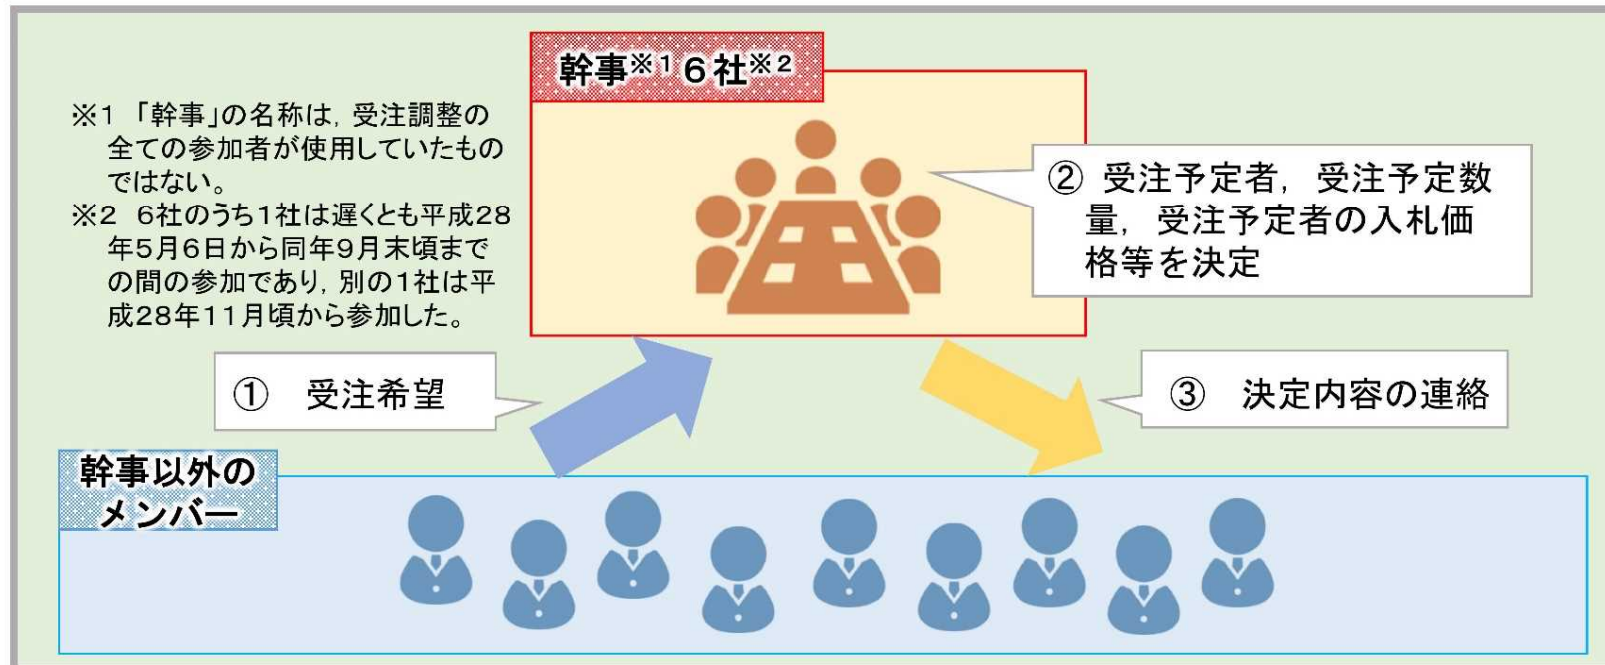 幹事※1６社※2
※１ 「幹事」の名称は，受注調整の
全ての参加者が使用していたもの
ではない。
※２ ６社のうち１社は遅くとも平成２８
年５月６日から同年９月末頃まで
の間の参加であり，別の１社は平
成２８年１１月頃から参加した。
② 受注予定者， 受注予定数
量，受注予定者の入札価
格等を決定
① 受注希望
③ 決定内容の連絡
幹事以外の
メンバー